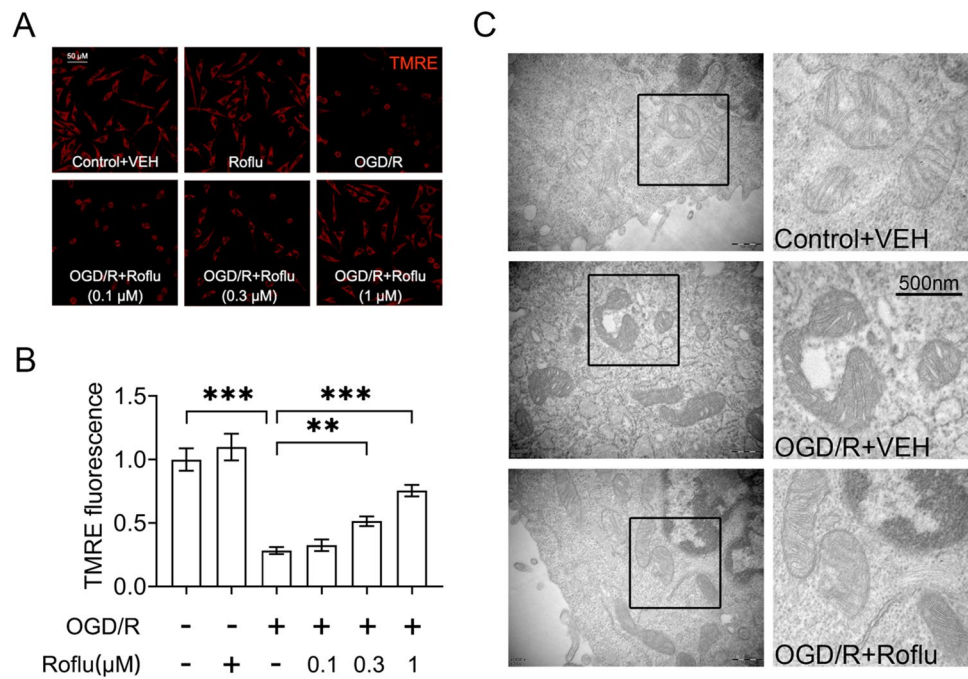 A
50 μM
TMRE
Control+VEH
Roflu
OGD/R
OGD/R+Roflu
(0.1 μM)
OGD/R+Roflu
(0.3 μM)
OGD/R+Roflu
(1 μM)
B
TMRE fluorescence
1.5
1.0
0.5
0.0
*** ***
**
OGD/R - - + + + +
Roflu(μM) - + - 0.1 0.3 1
C
Control+VEH
500nm
OGD/R+VEH
OGD/R+Roflu